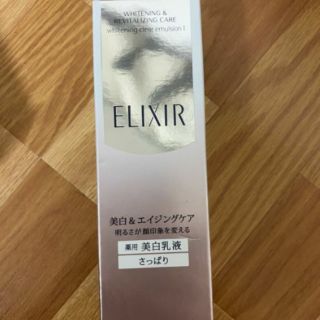 WHITENING &
REVITALIZING CARE
whitening clear emulsion I
ELIXIR
美白&エイジングケア
明るさが顔印象を変える
薬用 美白乳液
さっぱり